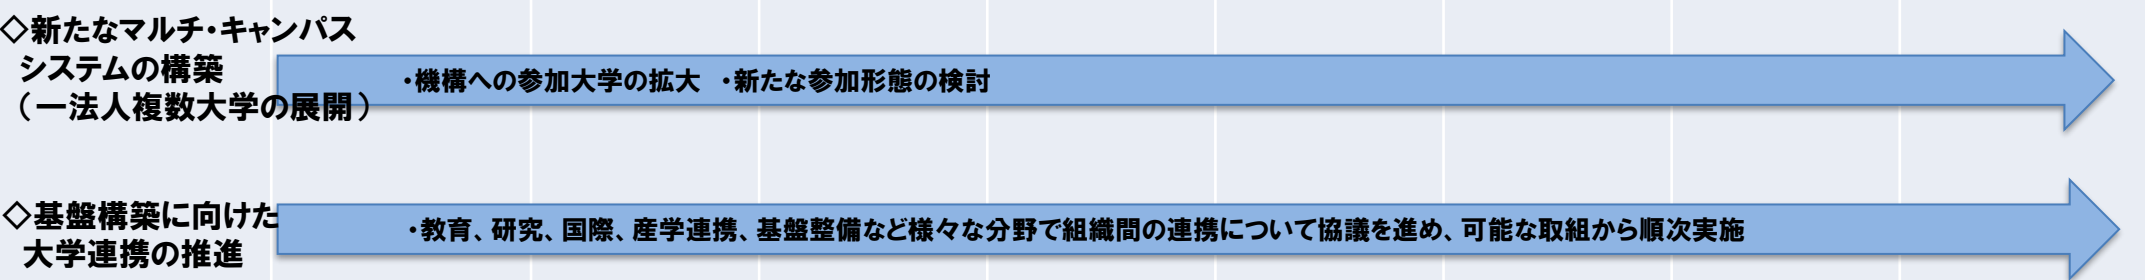 ◇新たなマルチ・キャンパス
システムの構築
（一法人複数大学の展開）
・機構への参加大学の拡大　・新たな参加形態の検討
◇基盤構築に向けた
大学連携の推進
・教育、研究、国際、産学連携、基盤整備など様々な分野で組織間の連携について協議を進め、可能な取組から順次実施